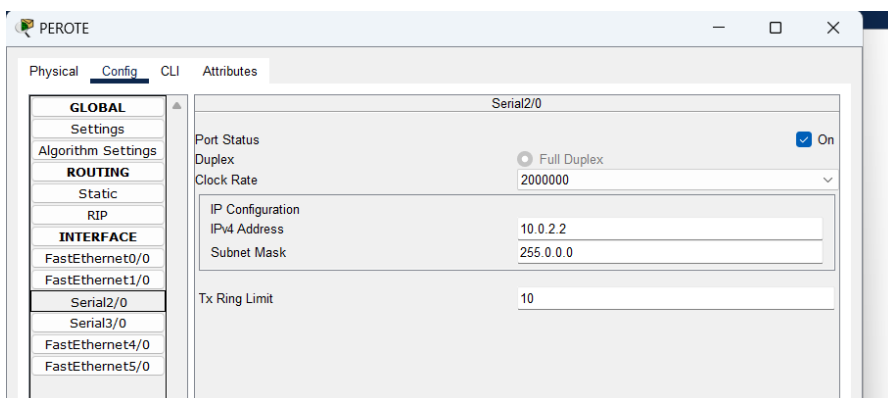 PEROTE
Physical Config CLI Attributes
GLOBAL
Settings
Algorithm Settings
ROUTING
Static
RIP
INTERFACE
FastEthernet0/0
FastEthernet1/0
Serial2/0
Serial3/0
FastEthernet4/0
FastEthernet5/0
Serial2/0
Port Status On
Duplex Full Duplex
Clock Rate 2000000
IP Configuration
IPv4 Address 10.0.2.2
Subnet Mask 255.0.0.0
Tx Ring Limit 10